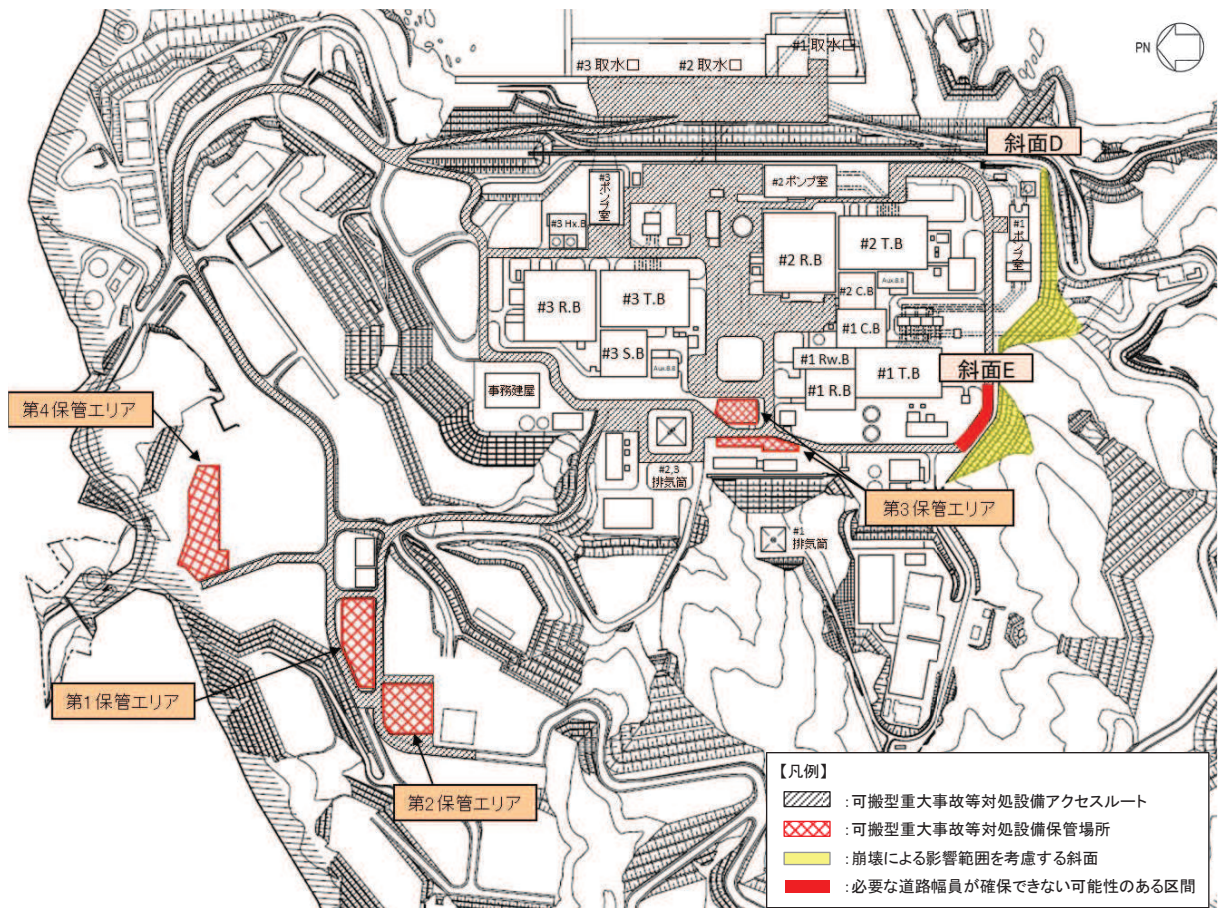 #1 取水口
#3 取水口
#2 取水口
PN
斜面D
#3
ポンプ室
#2 ポンプ室
#1
ポンプ室
#3 Hx.B
#2 R.B
#2 T.B
#3 R.B
#3 T.B
#2 C.B
Aux.B.B
#1 C.B
#3 S.B
Aux.B.B
#1 Rw.B
#1 R.B
#1 T.B
斜面E
事務建屋
第4保管エリア
#2,3
排気筒
第3保管エリア
#1
排気筒
第1保管エリア
第2保管エリア
【凡例】
:可搬型重大事故等対処設備アクセスルート
:可搬型重大事故等対処設備保管場所
:崩壊による影響範囲を考慮する斜面
:必要な道路幅員が確保できない可能性のある区間